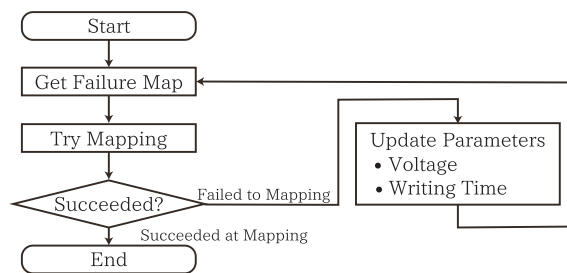 Start
Get Failure Map
Try Mapping
Succeeded?
Failed to Mapping
Succeeded at Mapping
End
Update Parameters
• Voltage
• Writing Time